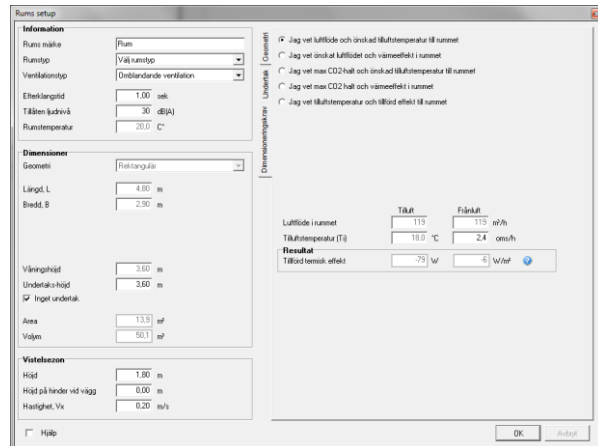 Rums setup
Information
Rums märke Rum
Rumstyp Välj rumstyp
Ventilationstyp Omblandande ventilation
Efterklangstid 1,00 sek
Tillåten ljudnivå 30 dB(A)
Rumstemperatur 20,0 C°
Dimensioner
Geometri Rektangulär
Längd, L 4,80 m
Bredd, B 2,90 m
Våningshöjd 3,60 m
Undertaks-höjd 3,60 m
Inget undertak
Area 13,9 m²
Volym 50,1 m³
Vistelsezon
Höjd 1,80 m
Höjd på hinder vid vägg 0,00 m
Hastighet, Vx 0,20 m/s
Hjälp
Geometri
Undertak
Dimensioneringskrav
Jag vet luftflöde och önskad tilluftstemperatur till rummet
Jag vet önskat luftflödet och värmeeffekt i rummet
Jag vet max CO2-halt och önskad tilluftstemperatur till rummet
Jag vet max CO2 halt och värmeeffekt i rummet
Jag vet tilluftstemperatur och tillförd effekt till rummet
Tilluft Frånluft
Luftflöde i rummet 119 119 m³/h
Tilluftstemperatur (Ti) 18,0 °C 2,4 oms/h
Resultat
Tillförd termisk effekt -79 W -6 W/m²
OK Avbryt